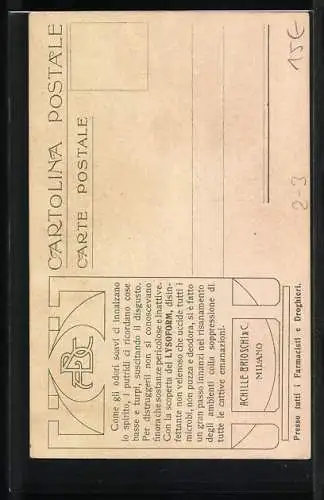 CARTOLINA POSTALE
CARTE POSTALE
15€
2-3
ABC
Come gli odori soavi ci innalzano
lo spirito, i putridi ci ricordano cose
basse e turpi, suscitando il disgusto.
Per distruggerli non si conoscevano
finora che sostanze pericolose e inattive.
Con la scoperta del LYSOFORM, disin-
fettante non velenoso che uccide tutti i
microbi, non puzza e deodora, si è fatto
un gran passo innanzi nel risanamento
degli ambienti colla soppressione di
tutte le cattive emanazioni.
ACHILLE BRIOSCHI & C.
MILANO
Presso tutti i Farmacisti e Droghieri.